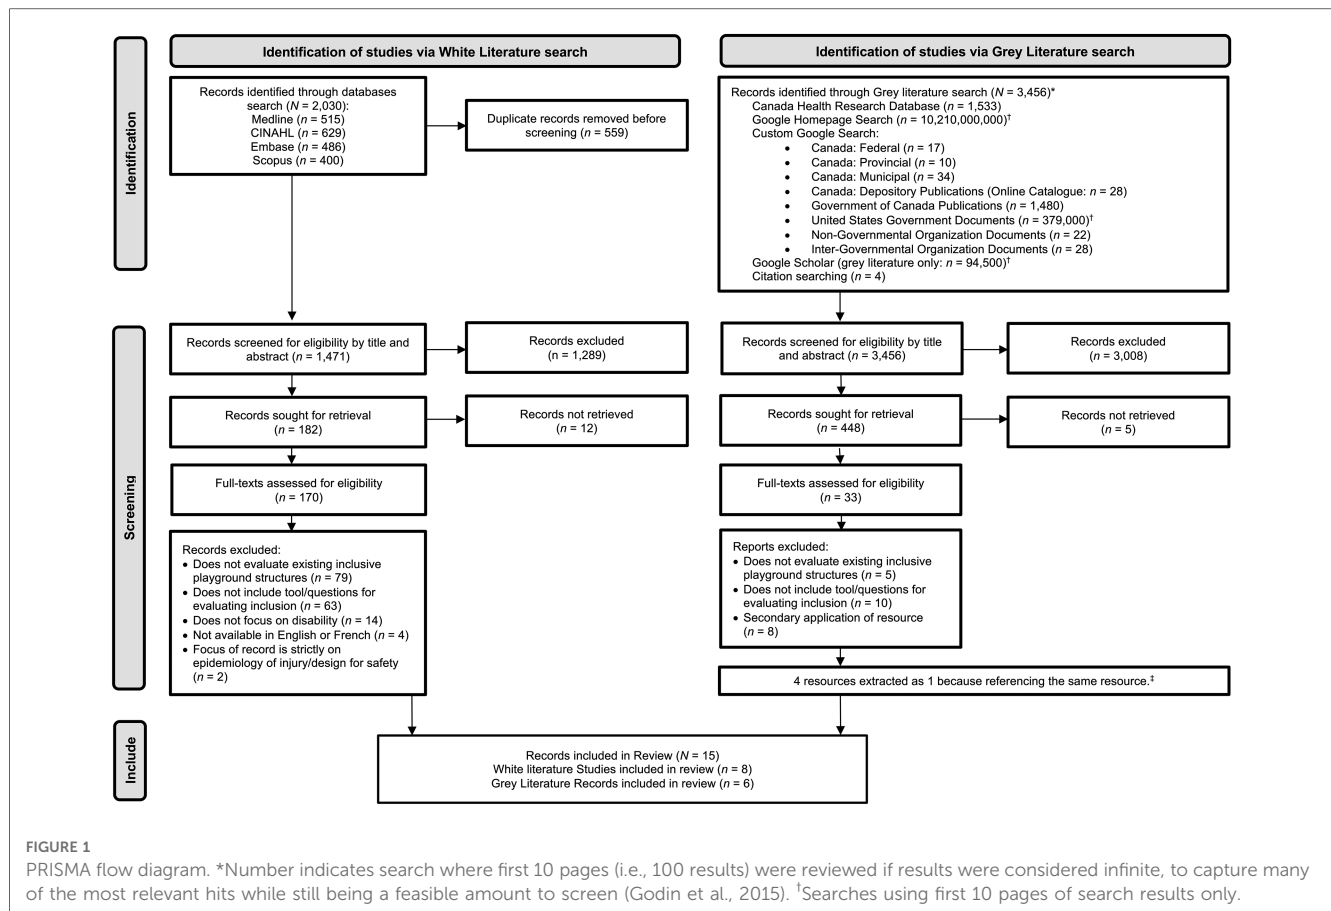 Identification of studies via White Literature search
Identification of studies via Grey Literature search
Identification
Records identified through databases
search (N = 2,030):
Medline (n = 515)
CINAHL (n = 629)
Embase (n = 486)
Scopus (n = 400)
Duplicate records removed before
screening (n = 559)
Records identified through Grey literature search (N = 3,456)*
Canada Health Research Database (n = 1,533)
Google Homepage Search (n = 10,210,000,000)†
Custom Google Search:
• Canada: Federal (n = 17)
• Canada: Provincial (n = 10)
• Canada: Municipal (n = 34)
• Canada: Depository Publications (Online Catalogue: n = 28)
• Government of Canada Publications (n = 1,480)
• United States Government Documents (n = 379,000)†
• Non-Governmental Organization Documents (n = 22)
• Inter-Governmental Organization Documents (n = 28)
Google Scholar (grey literature only: n = 94,500)†
Citation searching (n = 4)
Screening
Records screened for eligibility by title and
abstract (n = 1,471)
Records excluded
(n = 1,289)
Records screened for eligibility by title
and abstract (n = 3,456)
Records excluded
(n = 3,008)
Records sought for retrieval
(n = 182)
Records not retrieved
(n = 12)
Records sought for retrieval
(n = 448)
Records not retrieved
(n = 5)
Full-texts assessed for eligibility
(n = 170)
Full-texts assessed for eligibility
(n = 33)
Records excluded:
• Does not evaluate existing inclusive
playground structures (n = 79)
• Does not include tool/questions for
evaluating inclusion (n = 63)
• Does not focus on disability (n = 14)
• Not available in English or French (n = 4)
• Focus of record is strictly on
epidemiology of injury/design for safety
(n = 2)
Reports excluded:
• Does not evaluate existing inclusive
playground structures (n = 5)
• Does not include tool/questions for
evaluating inclusion (n = 10)
• Secondary application of resource
(n = 8)
4 resources extracted as 1 because referencing the same resource.‡
Include
Records included in Review (N = 15)
White literature Studies included in review (n = 8)
Grey Literature Records included in review (n = 6)
FIGURE 1
PRISMA flow diagram. *Number indicates search where first 10 pages (i.e., 100 results) were reviewed if results were considered infinite, to capture many
of the most relevant hits while still being a feasible amount to screen (Godin et al., 2015). †Searches using first 10 pages of search results only.